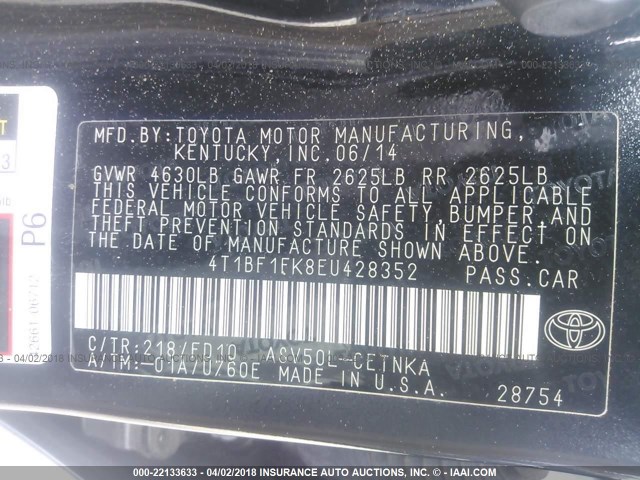 MFD.BY:TOYOTA MOTOR MANUFACTURING,
KENTUCKY,INC.06/14
GVWR 4630LB GAWR FR 2625LB RR 2625LB
THIS VEHICLE CONFORMS TO ALL APPLICABLE
FEDERAL MOTOR VEHICLE SAFETY,BUMPER,AND
THEFT PREVENTION STANDARDS IN EFFECT ON
THE DATE OF MANUFACTURE SHOWN ABOVE.
4T1BF1FK8EU428352 PASS.CAR
C/TR:218/FD10 ASV50L-CETNKA
A/TM:-01A/U760E MADE IN U.S.A.
28754
P6
000-22133633 - 04/02/2018 - INSURANCE AUTO AUCTIONS, INC. - IAAI.COM